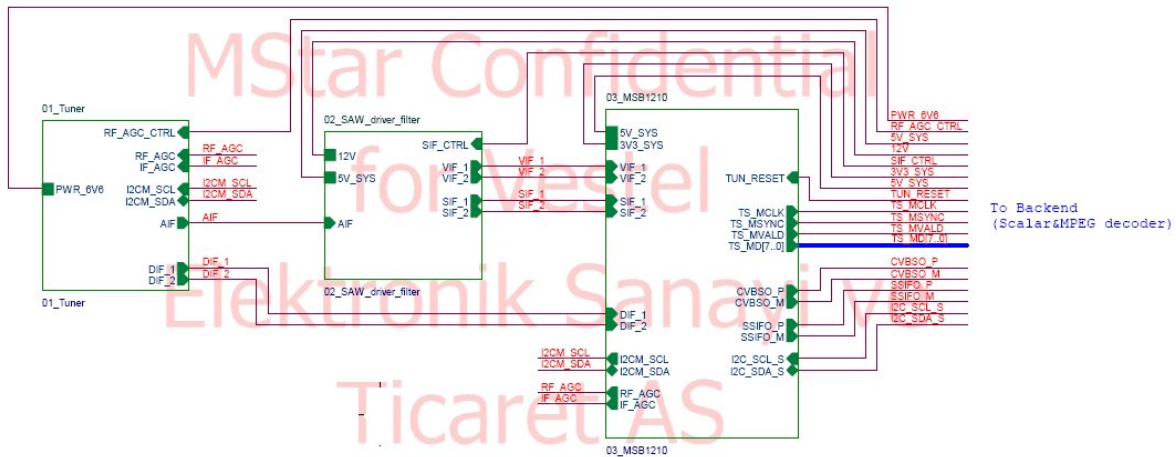 MStar Confidential
for Vestel
Elektronik Sanayi ve
Ticaret AS
01_Tuner
RF_AGC_CTRL
RF_AGC
IF_AGC
PWR_6V6
I2CM_SCL
I2CM_SDA
AIF
DIF_1
DIF_2
01_Tuner
RF_AGC
IF_AGC
I2CM_SCL
I2CM_SDA
AIF
DIF_1
DIF_2
02_SAW_driver_filter
SIF_CTRL
12V
5V_SYS
VIF_1
VIF_2
SIF_1
SIF_2
AIF
02_SAW_driver_filter
VIF_1
VIF_2
SIF_1
SIF_2
03_MSB1210
5V_SYS
3V3_SYS
VIF_1
VIF_2
SIF_1
SIF_2
TUN_RESET
TS_MCLK
TS_MSYNC
TS_MVALD
TS_MD[7..0]
CVBSO_P
CVBSO_M
DIF_1
DIF_2
SSIFO_P
SSIFO_M
I2CM_SCL
I2CM_SDA
I2C_SCL_S
I2C_SDA_S
RF_AGC
IF_AGC
03_MSB1210
I2CM_SCL
I2CM_SDA
RF_AGC
IF_AGC
PWR_6V6
RF_AGC_CTRL
5V_SYS
12V
SIF_CTRL
3V3_SYS
5V_SYS
TUN_RESET
TS_MCLK
TS_MSYNC
TS_MVALD
TS_MD[7..0]
CVBSO_P
CVBSO_M
SSIFO_P
SSIFO_M
I2C_SCL_S
I2C_SDA_S
To Backend
(Scalar&MPEG decoder)